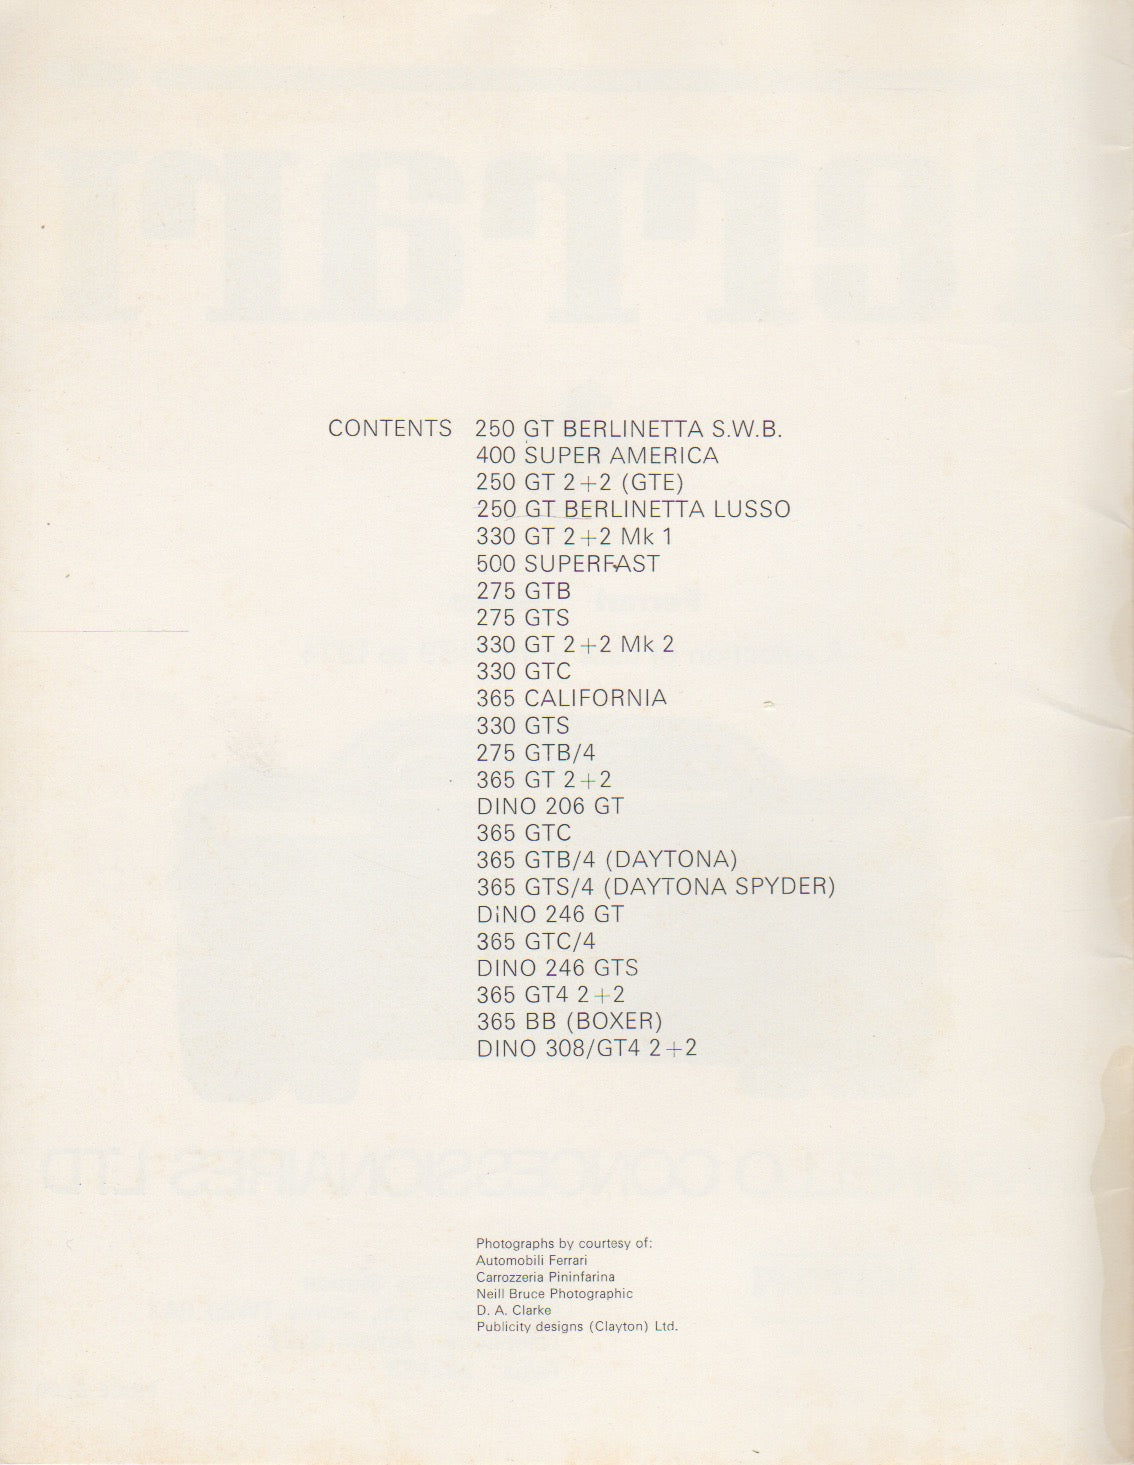 CONTENTS 250 GT BERLINETTA S.W.B.
400 SUPER AMERICA
250 GT 2+2 (GTE)
250 GT BERLINETTA LUSSO
330 GT 2+2 Mk 1
500 SUPERFAST
275 GTB
275 GTS
330 GT 2+2 Mk 2
330 GTC
365 CALIFORNIA
330 GTS
275 GTB/4
365 GT 2+2
DINO 206 GT
365 GTC
365 GTB/4 (DAYTONA)
365 GTS/4 (DAYTONA SPYDER)
DINO 246 GT
365 GTC/4
DINO 246 GTS
365 GT4 2+2
365 BB (BOXER)
DINO 308/GT4 2+2
Photographs by courtesy of:
Automobili Ferrari
Carrozzeria Pininfarina
Neill Bruce Photographic
D. A. Clarke
Publicity designs (Clayton) Ltd.